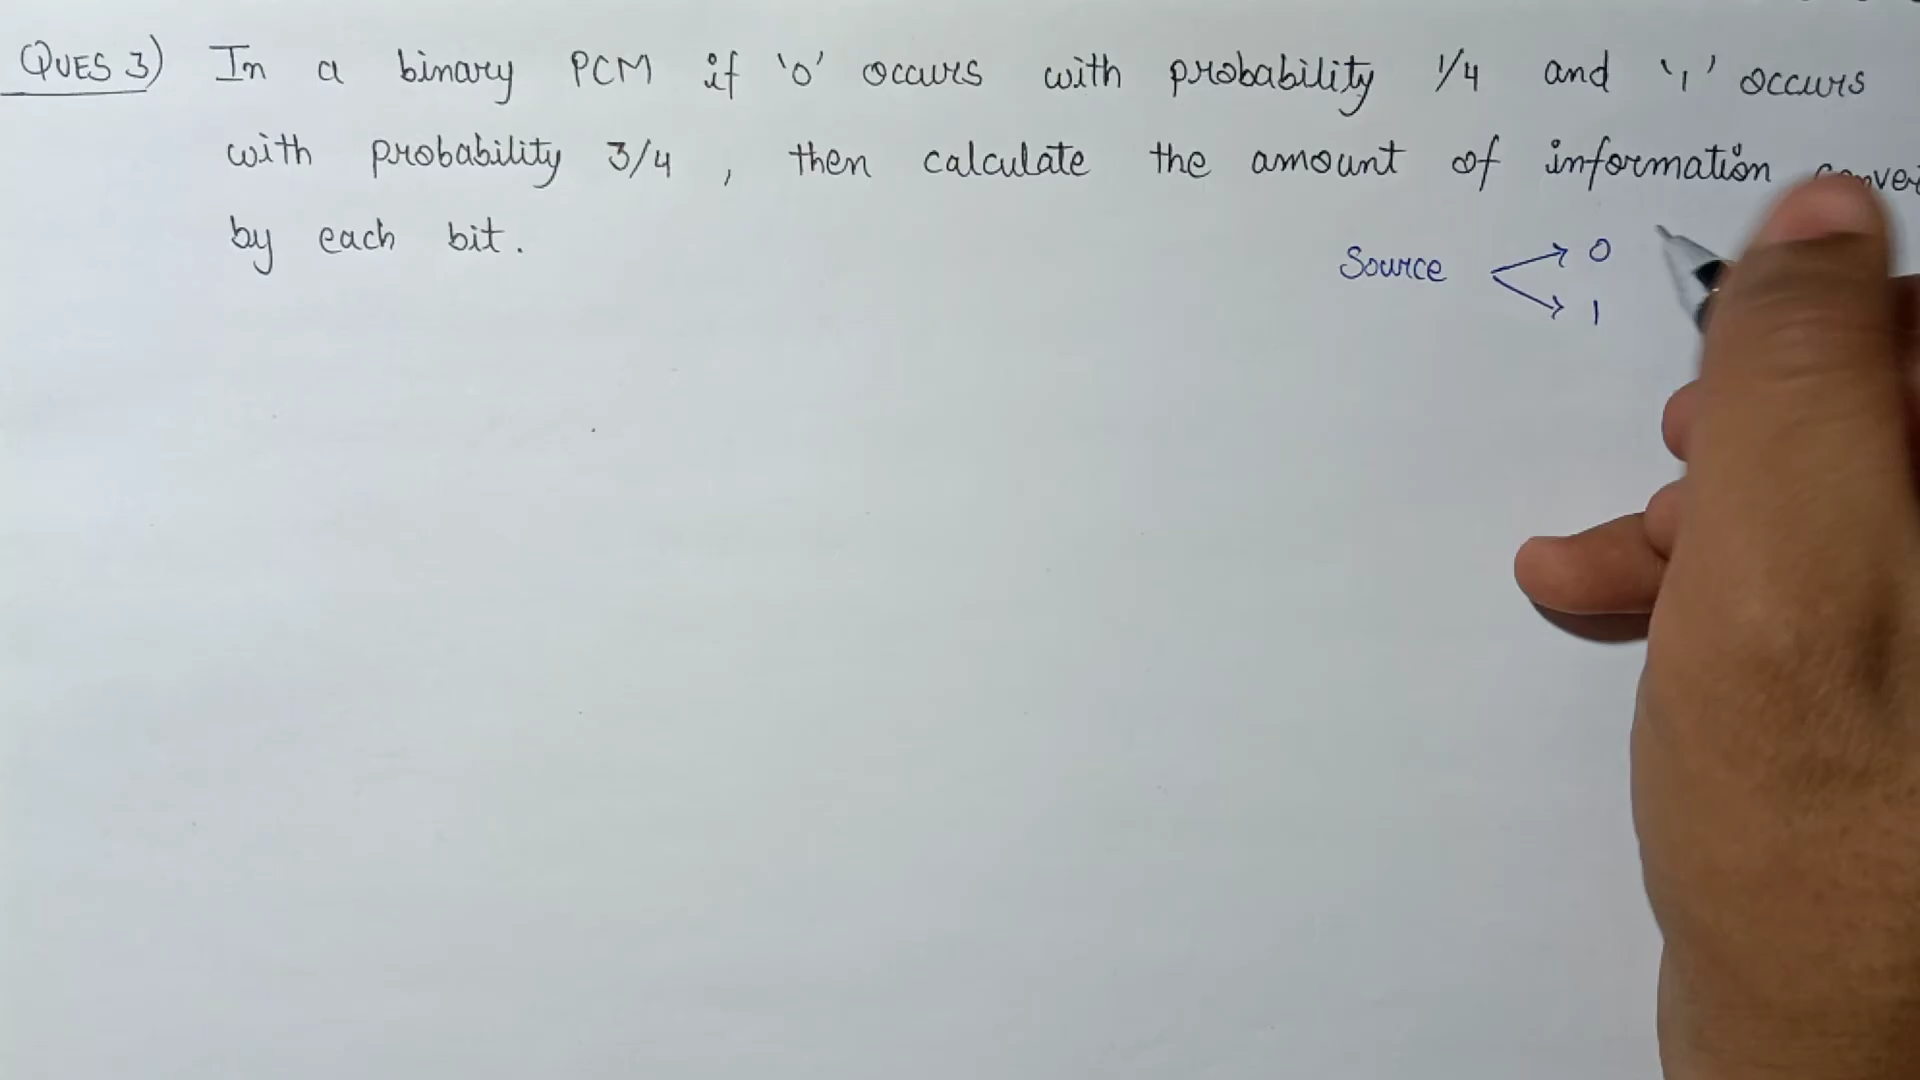 QUES 3) In a binary PCM if '0' occurs with probability 1/4 and '1' occurs
with probability 3/4 , then calculate the amount of information
by each bit.
Source 0
1